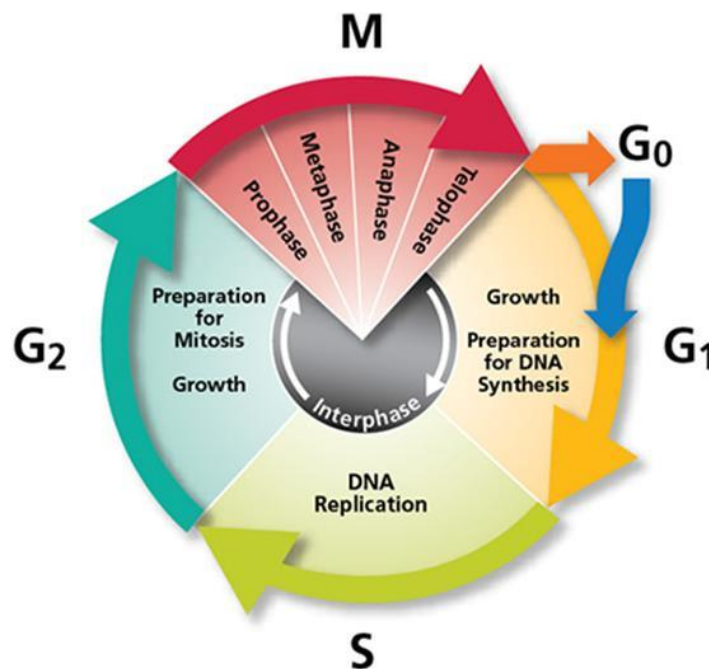 M
Prophase
Metaphase
Anaphase
Telophase
G₀
Growth
Preparation
for DNA
Synthesis
G₁
Interphase
DNA
Replication
S
Preparation
for
Mitosis
Growth
G₂